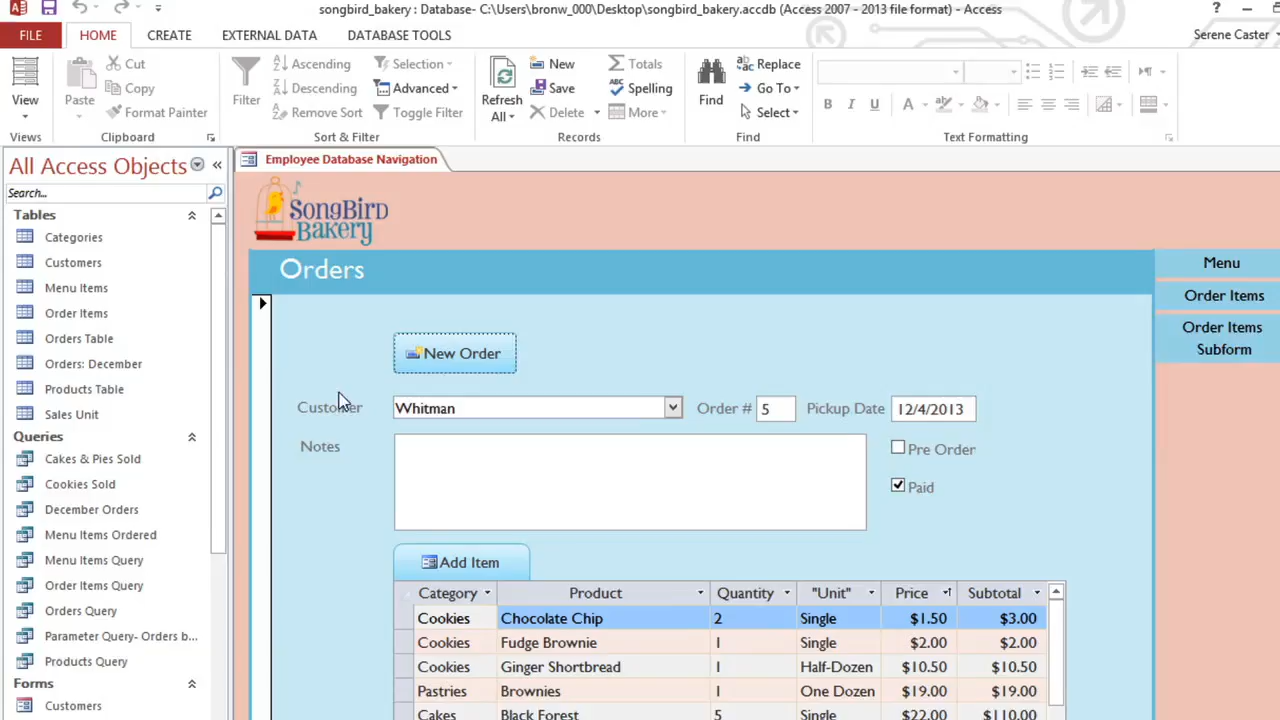 songbird_bakery : Database- C:\Users\bronw_000\Desktop\songbird_bakery.accdb (Access 2007 - 2013 file format) - Access
FILE HOME CREATE EXTERNAL DATA DATABASE TOOLS Serene Caster
View
Views
Paste
Cut
Copy
Format Painter
Clipboard
Filter
Ascending
Descending
Remove Sort
Selection
Advanced
Toggle Filter
Sort & Filter
Refresh
All
New
Save
Delete
Totals
Spelling
More
Records
Find
Replace
Go To
Select
Find
B I U A
Text Formatting
All Access Objects
Search...
Tables
Categories
Customers
Menu Items
Order Items
Orders Table
Orders: December
Products Table
Sales Unit
Queries
Cakes & Pies Sold
Cookies Sold
December Orders
Menu Items Ordered
Menu Items Query
Order Items Query
Orders Query
Parameter Query- Orders b...
Products Query
Forms
Customers
Employee Database Navigation
SongBird
Bakery
Orders
Menu
Order Items
Order Items
Subform
New Order
Customer Whitman Order # 5 Pickup Date 12/4/2013
Notes
Pre Order
Paid
Add Item
Category Product Quantity "Unit" Price Subtotal
Cookies Chocolate Chip 2 Single $1.50 $3.00
Cookies Fudge Brownie 1 Single $2.00 $2.00
Cookies Ginger Shortbread 1 Half-Dozen $10.50 $10.50
Pastries Brownies 1 One Dozen $19.00 $19.00
Cakes Black Forest 5 Single $22.00 $110.00